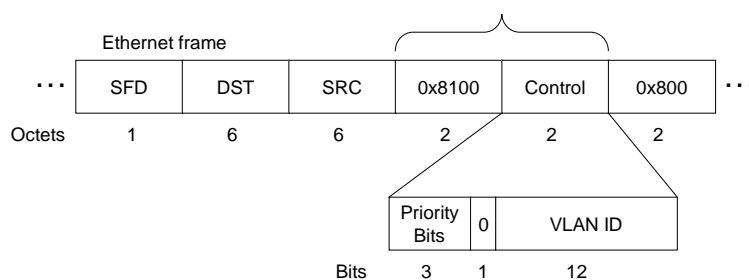 Ethernet frame
... SFD DST SRC 0x8100 Control 0x800 ...
Octets 1 6 6 2 2 2
Priority Bits 0 VLAN ID
Bits 3 1 12